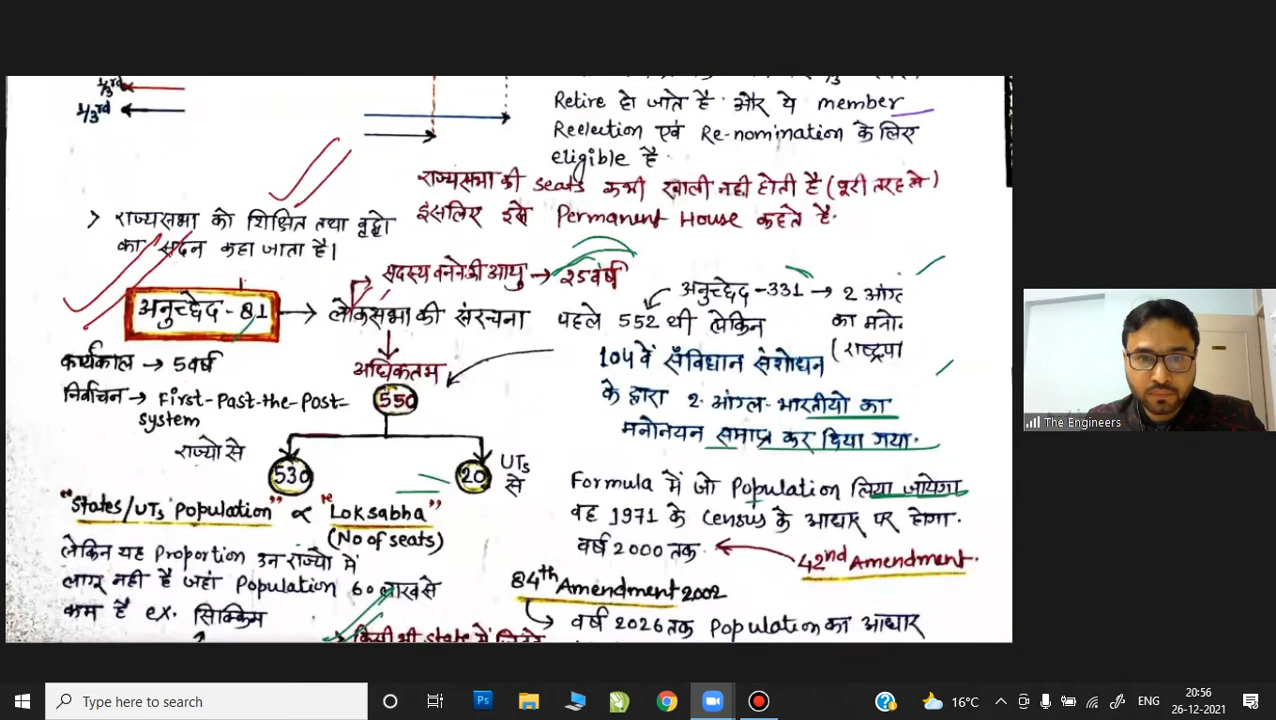 1/3rd
1/3rd
Retire हो जाते है और ये member
Reelection एवं Re-nomination के लिए
eligible है
राज्यसभा की seats कभी खाली नही होती है (पूरी तरह से)
इसलिए इसे Permanent House कहते है.
> राज्यसभा को शिक्षित तथा वृद्धो
का सदन कहा जाता है।
सदस्य बनने की आयु → 25 वर्ष
अनुच्छेद - 81 → लोकसभा की संरचना
कार्यकाल → 5 वर्ष
निर्वाचन → First-Past-the-Post-
system
अधिकतम
550
राज्यो से
530
20
UTs
से
अनुच्छेद-331 → 2 आंग्ल
का मनो.
(राष्ट्रपा
पहले 552 थी लेकिन
104 वें संविधान संशोधन
के द्वारा 2 आंग्ल-भारतीयो का
मनोनयन समाप्त कर दिया गया.
"States/UTs Population" ∝ "Loksabha"
(No of seats)
लेकिन यह Proportion उन राज्यो में
लागू नही है जहां Population 60 लाख से
कम है ex. सिक्किम
Formula में जो Population लिया जायेगा
वह 1971 के Census के आधार पर होगा.
वर्ष 2000 तक.
42nd Amendment.
84th Amendment 2002
वर्ष 2026 तक Population का आधार
किसी भी state में
The Engineers
Type here to search
Ps
16°C
ENG
20:56
26-12-2021